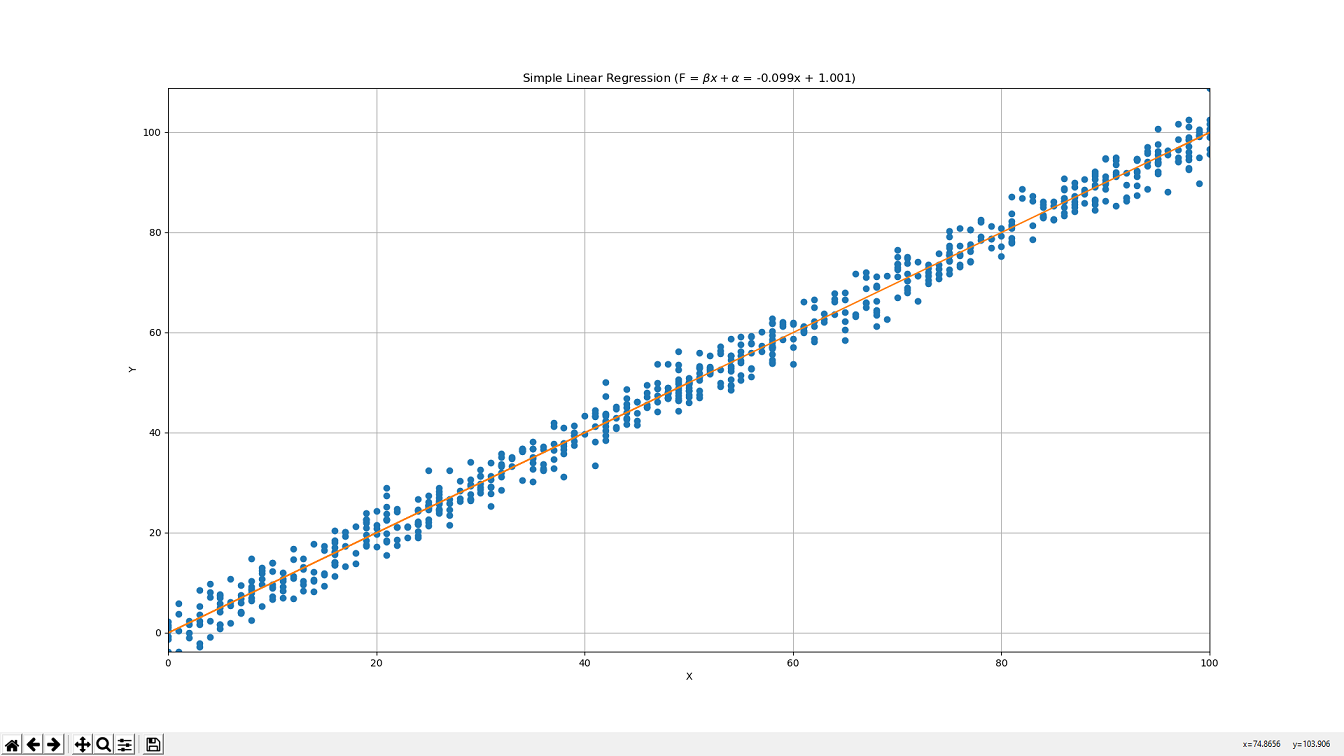 Simple Linear Regression (F = βx + α = -0.099x + 1.001)
100
80
60
40
20
0
Y
0 20 40 60 80 100
X
x=74.8656 y=103.906